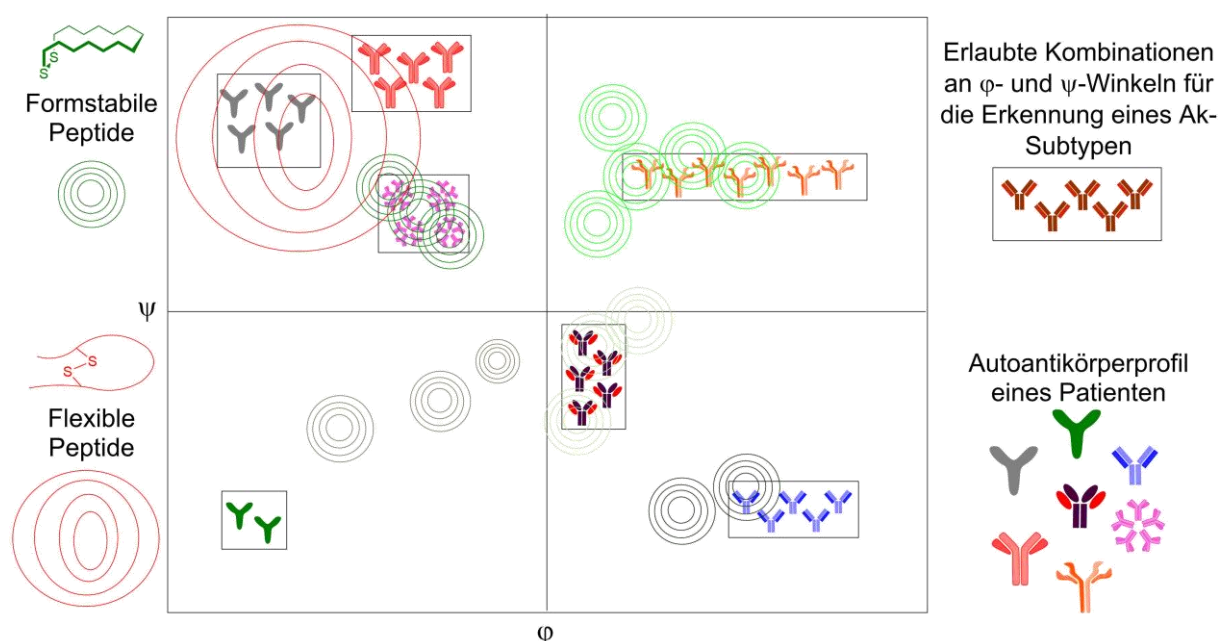 S
S
Formstabile
Peptide
ψ
S
S
Flexible
Peptide
φ
Erlaubte Kombinationen
an φ- und ψ-Winkeln für
die Erkennung eines Ak-
Subtypen
Autoantikörperprofil
eines Patienten